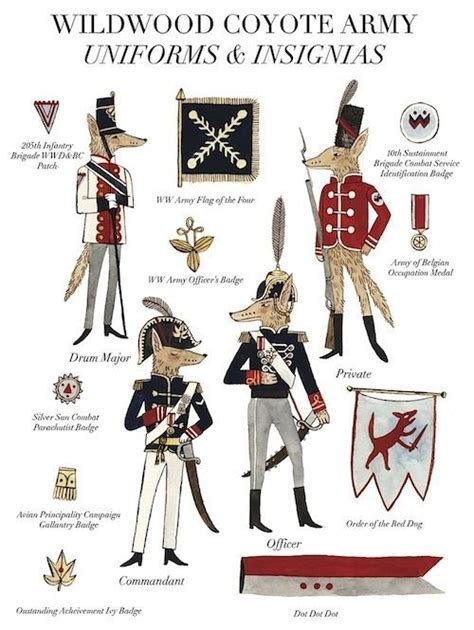 WILDWOOD COYOTE ARMY
UNIFORMS & INSIGNIAS
205th Infantry
Brigade WWD&BC
Patch
WW Army Flag of the Four
10th Sustainment
Brigade Combat Service
Identification Badge
WW Army Officer's Badge
Army of Belgian
Occupation Medal
Drum Major
Private
Silver Sun Combat
Parachutist Badge
Avian Principality Campaign
Gallantry Badge
Order of the Red Dog
Officer
Commandant
Oustanding Acheivement Ivy Badge
Dot Dot Dot